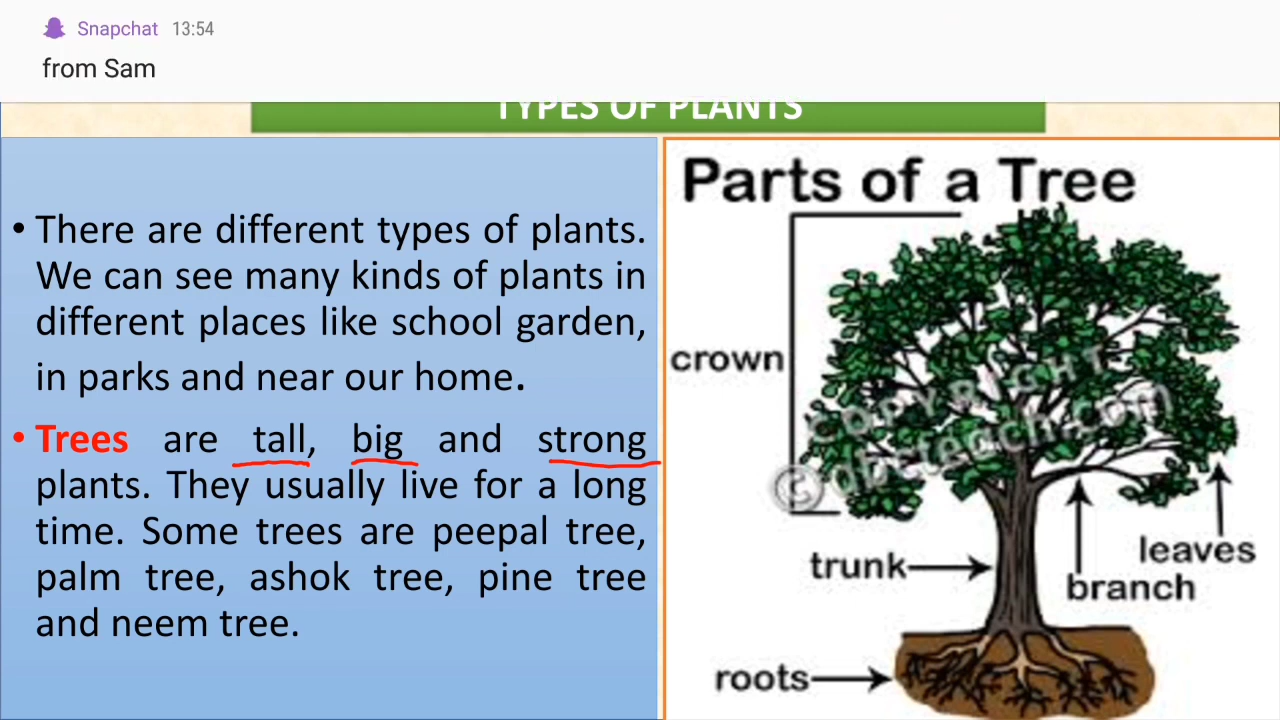 Snapchat 13:54
from Sam
TYPES OF PLANTS
• There are different types of plants.
We can see many kinds of plants in
different places like school garden,
in parks and near our home.
• Trees are tall, big and strong
plants. They usually live for a long
time. Some trees are peepal tree,
palm tree, ashok tree, pine tree
and neem tree.
Parts of a Tree
crown
COPYRIGHT
© abcteach.com
leaves
trunk
branch
roots